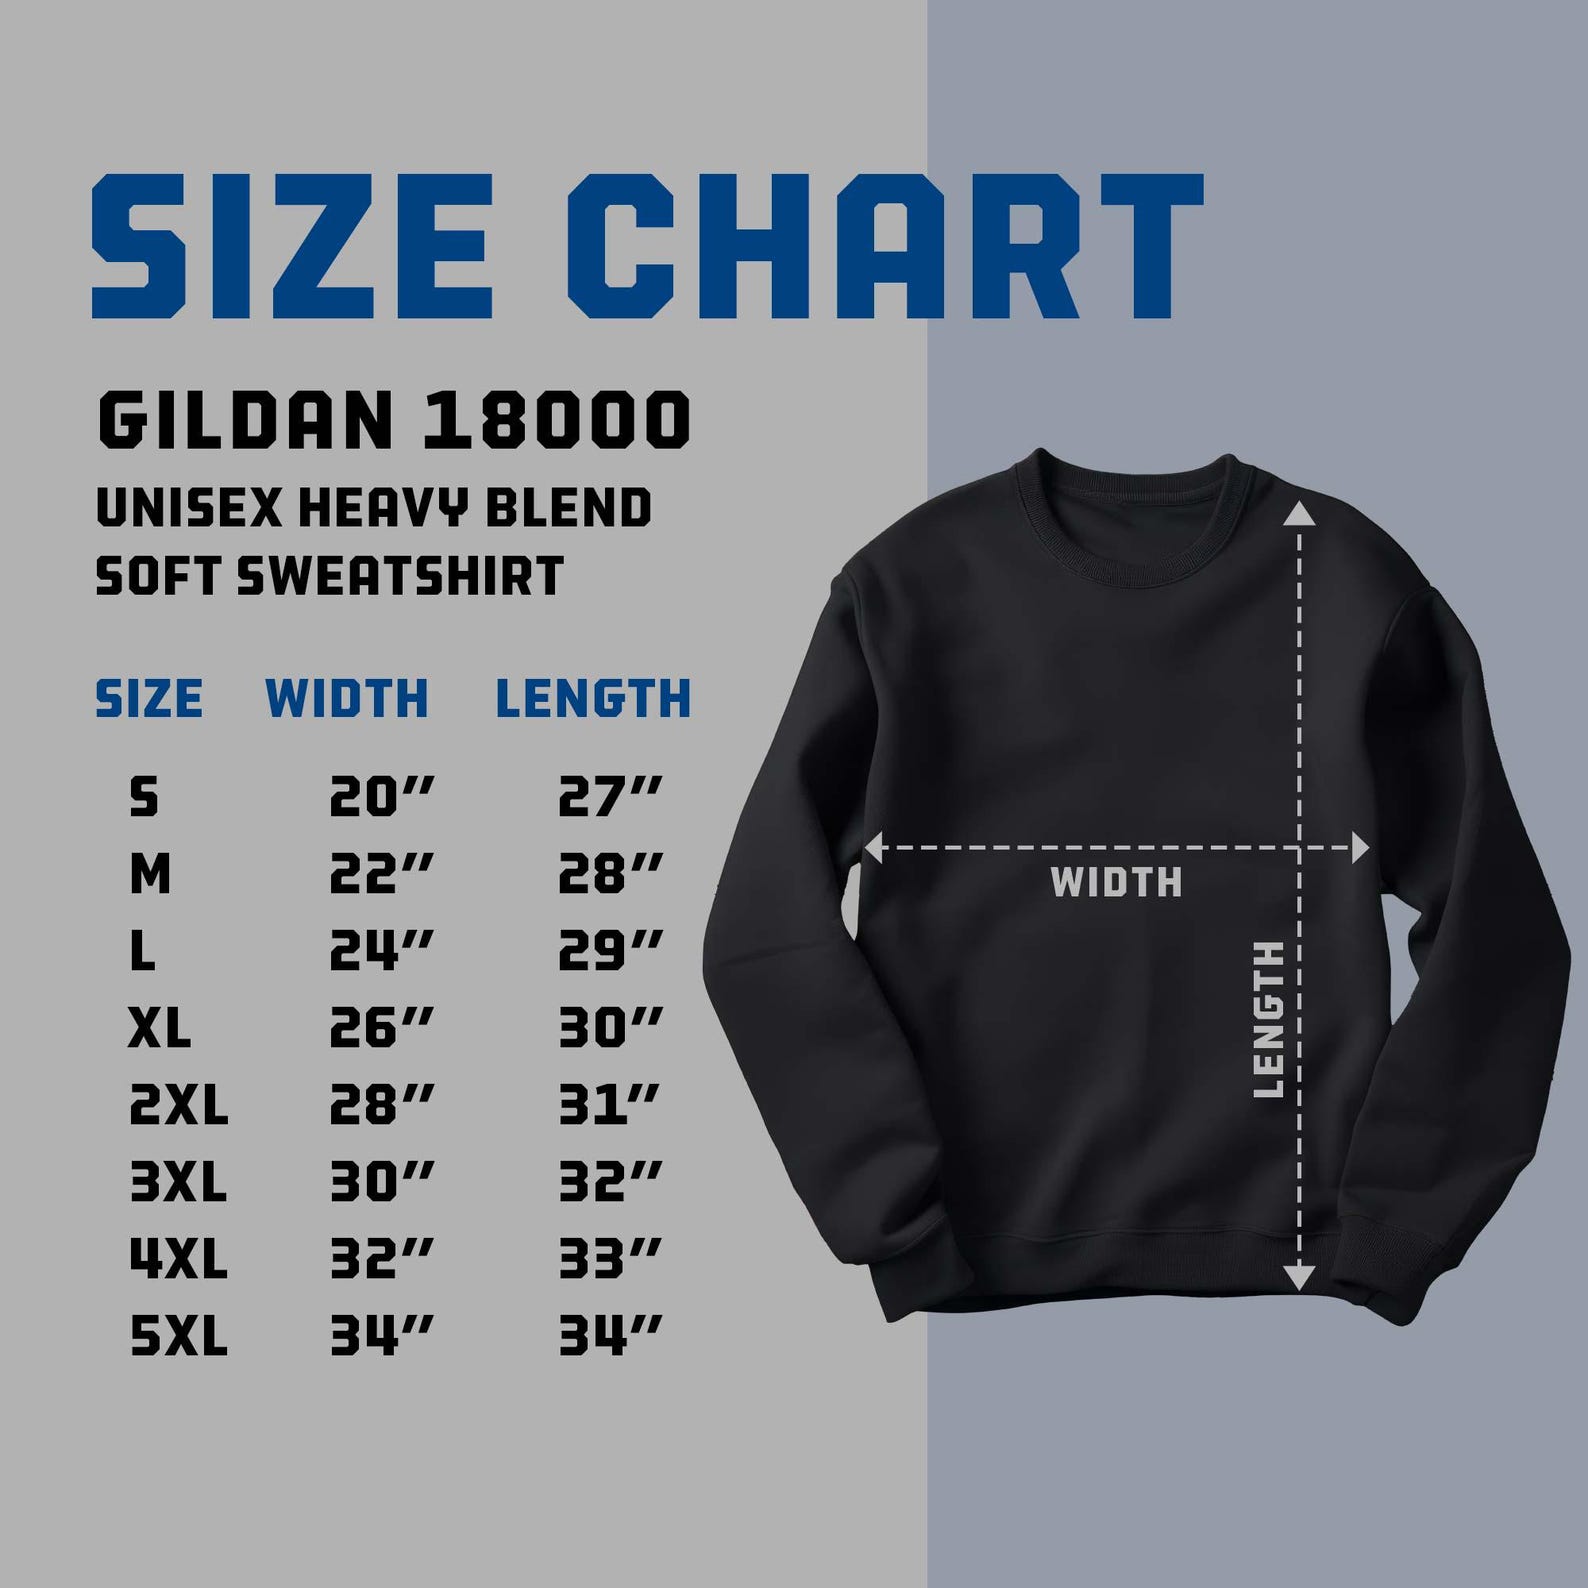 SIZE CHART
GILDAN 18000
UNISEX HEAVY BLEND
SOFT SWEATSHIRT
SIZE WIDTH LENGTH
S 20" 27"
M 22" 28"
L 24" 29"
XL 26" 30"
2XL 28" 31"
3XL 30" 32"
4XL 32" 33"
5XL 34" 34"
WIDTH
LENGTH